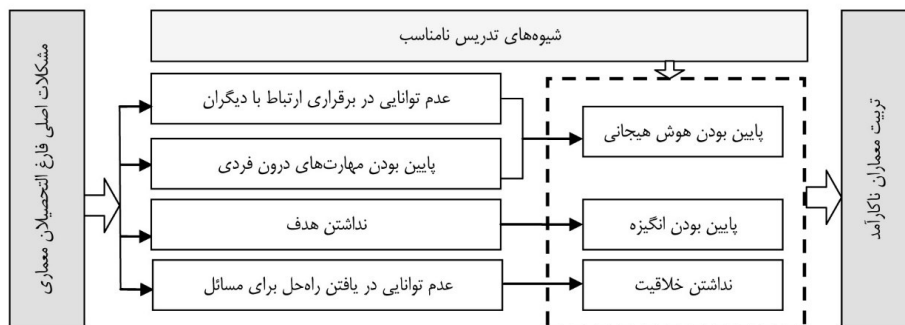 شیوه‌های تدریس نامناسب
مشکلات اصلی فارغ التحصیلان معماری
عدم توانایی در برقراری ارتباط با دیگران
پایین بودن مهارت‌های درون فردی
نداشتن هدف
عدم توانایی در یافتن راه‌حل برای مسائل
پایین بودن هوش هیجانی
پایین بودن انگیزه
نداشتن خلاقیت
تربیت معماران ناکارآمد